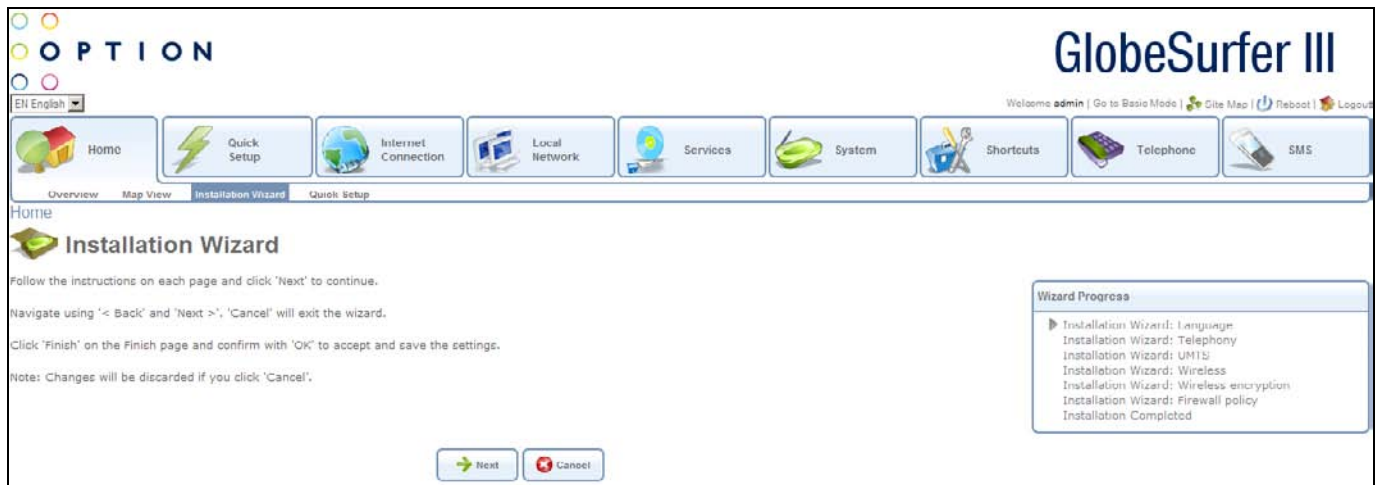 OPTION
GlobeSurfer III
EN English
Welcome admin | Go to Basic Mode | Site Map | Reboot | Logout
Home
Quick Setup
Internet Connection
Local Network
Services
System
Shortcuts
Telephone
SMS
Overview Map View Installation Wizard Quick Setup
Home
Installation Wizard
Follow the instructions on each page and click 'Next' to continue.
Navigate using '< Back' and 'Next >'. 'Cancel' will exit the wizard.
Click 'Finish' on the Finish page and confirm with 'OK' to accept and save the settings.
Note: Changes will be discarded if you click 'Cancel'.
Wizard Progress
Installation Wizard: Language
Installation Wizard: Telephony
Installation Wizard: UMTS
Installation Wizard: Wireless
Installation Wizard: Wireless encryption
Installation Wizard: Firewall policy
Installation Completed
Next Cancel